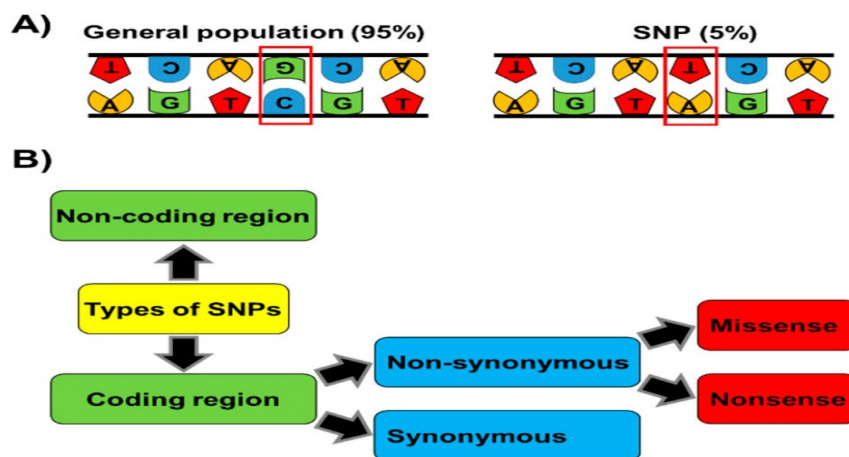 A)
General population (95%)
SNP (5%)
T C A G C A
T C A T C A
A G T C G T
A G T A G T
B)
Non-coding region
Types of SNPs
Missense
Non-synonymous
Coding region
Nonsense
Synonymous